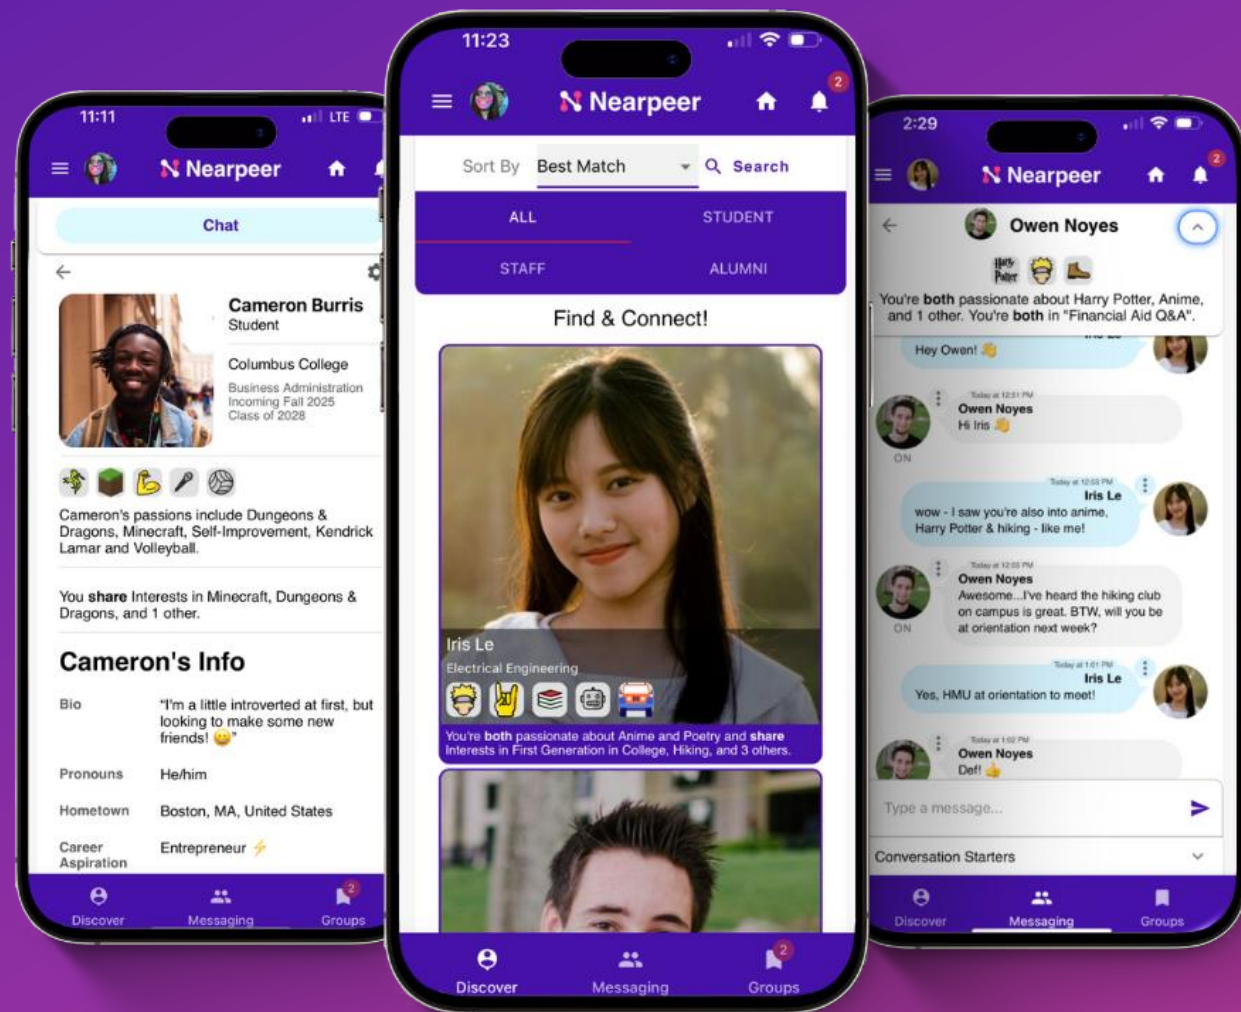 11:11
LTE
Nearpeer
Chat
Cameron Burris
Student
Columbus College
Business Administration
Incoming Fall 2025
Class of 2028
Cameron's passions include Dungeons &
Dragons, Minecraft, Self-Improvement, Kendrick
Lamar and Volleyball.
You share Interests in Minecraft, Dungeons &
Dragons, and 1 other.
Cameron's Info
Bio
"I'm a little introverted at first, but
looking to make some new
friends! 😀"
Pronouns
He/him
Hometown
Boston, MA, United States
Career
Aspiration
Entrepreneur ⚡
Discover
Messaging
2
Groups
11:23
Nearpeer
2
Sort By
Best Match
Search
ALL
STUDENT
STAFF
ALUMNI
Find & Connect!
Iris Le
Electrical Engineering
You're both passionate about Anime and Poetry and share
Interests in First Generation in College, Hiking, and 3 others.
Discover
Messaging
2
Groups
2:29
Nearpeer
2
Owen Noyes
Harry
Potter
You're both passionate about Harry Potter, Anime,
and 1 other. You're both in "Financial Aid Q&A".
Hey Owen! 👋
Today at 12:51 PM
Owen Noyes
Hi Iris 👋
ON
Today at 12:53 PM
Iris Le
wow - I saw you're also into anime,
Harry Potter & hiking - like me!
Today at 12:55 PM
Owen Noyes
Awesome...I've heard the hiking club
on campus is great. BTW, will you be
at orientation next week?
ON
Today at 1:01 PM
Iris Le
Yes, HMU at orientation to meet!
Today at 1:02 PM
Owen Noyes
Def! 👍
Type a message...
Conversation Starters
Discover
Messaging
Groups